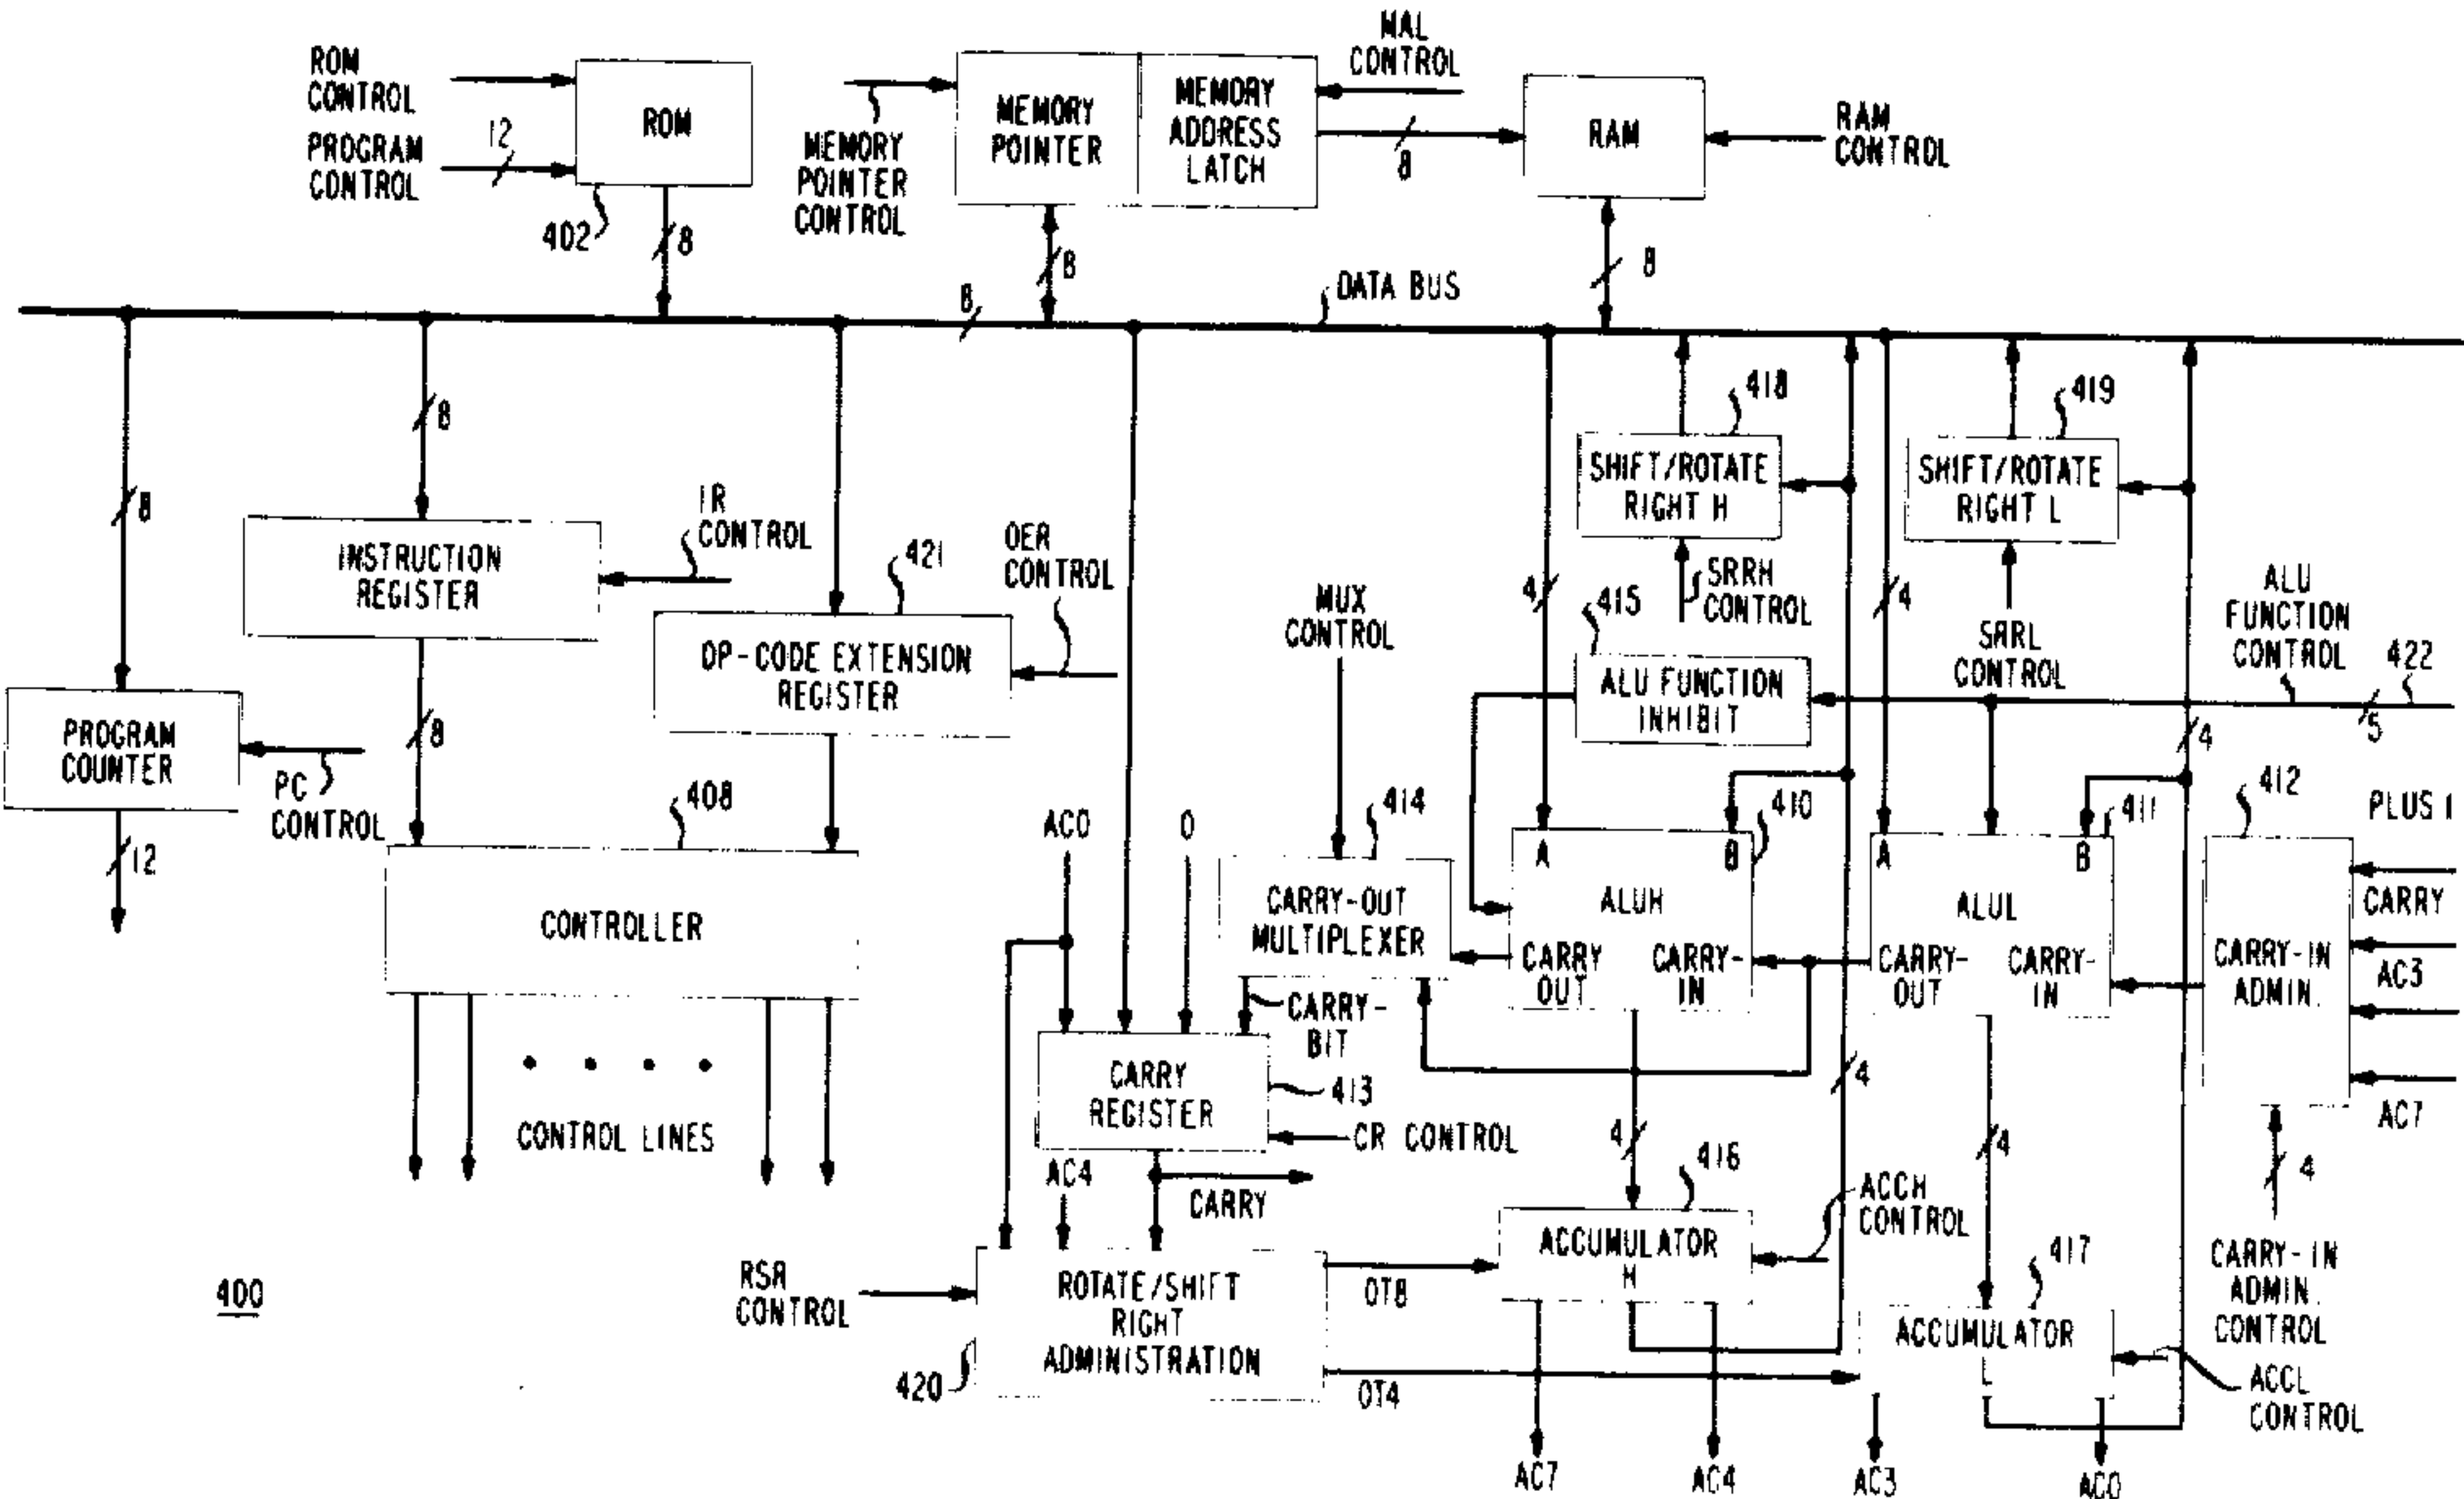 ROM
CONTROL
PROGRAM
CONTROL
12
ROM
402
8
MEMORY
POINTER
CONTROL
MEMORY
POINTER
MEMORY
ADDRESS
LATCH
MAL
CONTROL
8
RAM
RAM
CONTROL
8
8
8
DATA BUS
8
8
INSTRUCTION
REGISTER
IR
CONTROL
421
OER
CONTROL
OP-CODE EXTENSION
REGISTER
PROGRAM
COUNTER
PC
CONTROL
12
8
408
CONTROLLER
CONTROL LINES
418
SHIFT/ROTATE
RIGHT H
SRRH
CONTROL
419
SHIFT/ROTATE
RIGHT L
SRRL
CONTROL
4
4
MUX
CONTROL
415
ALU FUNCTION
INHIBIT
ALU
FUNCTION
CONTROL
422
5
4
AC0
0
414
CARRY-OUT
MULTIPLEXER
CARRY-
BIT
410
A
B
ALUH
CARRY
OUT
CARRY-
IN
411
A
B
ALUL
CARRY-
OUT
CARRY-
IN
412
CARRY-IN
ADMIN.
PLUS 1
CARRY
AC3
AC7
4
CARRY-IN
ADMIN.
CONTROL
CARRY
REGISTER
413
CR CONTROL
AC4
CARRY
4
4
4
416
ACCUMULATOR
H
ACCH
CONTROL
417
ACCUMULATOR
L
ACCL
CONTROL
RSR
CONTROL
ROTATE/SHIFT
RIGHT
ADMINISTRATION
420
OT8
OT4
AC7
AC4
AC3
AC0
400